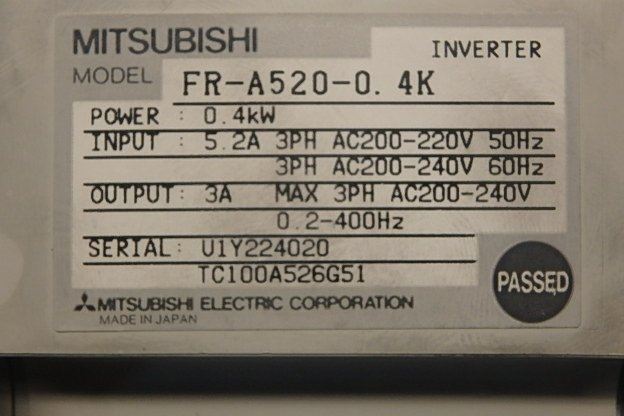 MITSUBISHI
INVERTER
MODEL FR-A520-0.4K
POWER : 0.4kW
INPUT : 5.2A 3PH AC200-220V 50Hz
3PH AC200-240V 60Hz
OUTPUT: 3A MAX 3PH AC200-240V
0.2-400Hz
SERIAL: U1Y224020
TC100A526G51
PASSED
MITSUBISHI ELECTRIC CORPORATION
MADE IN JAPAN